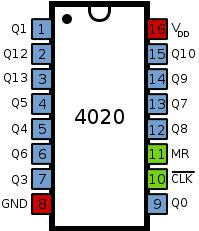 Q1 1 16 VDD
Q12 2 15 Q10
Q13 3 14 Q9
Q5 4 13 Q7
4020
Q4 5 12 Q8
Q6 6 11 MR
Q3 7 10 CLK
GND 8 9 Q0